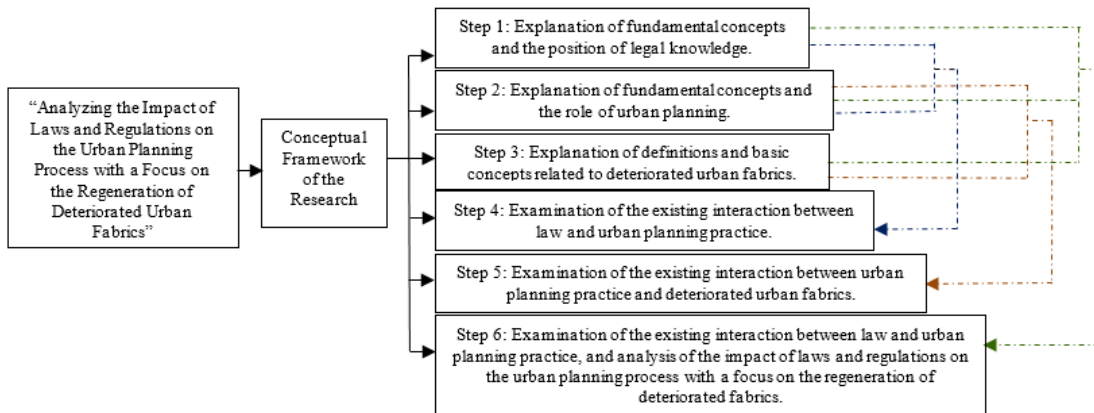 “Analyzing the Impact of
Laws and Regulations on
the Urban Planning
Process with a Focus on
the Regeneration of
Deteriorated Urban
Fabrics”
Conceptual
Framework
of the
Research
Step 1: Explanation of fundamental concepts
and the position of legal knowledge.
Step 2: Explanation of fundamental concepts and
the role of urban planning.
Step 3: Explanation of definitions and basic
concepts related to deteriorated urban fabrics.
Step 4: Examination of the existing interaction between
law and urban planning practice.
Step 5: Examination of the existing interaction between urban
planning practice and deteriorated urban fabrics.
Step 6: Examination of the existing interaction between law and urban
planning practice, and analysis of the impact of laws and regulations on
the urban planning process with a focus on the regeneration of
deteriorated fabrics.